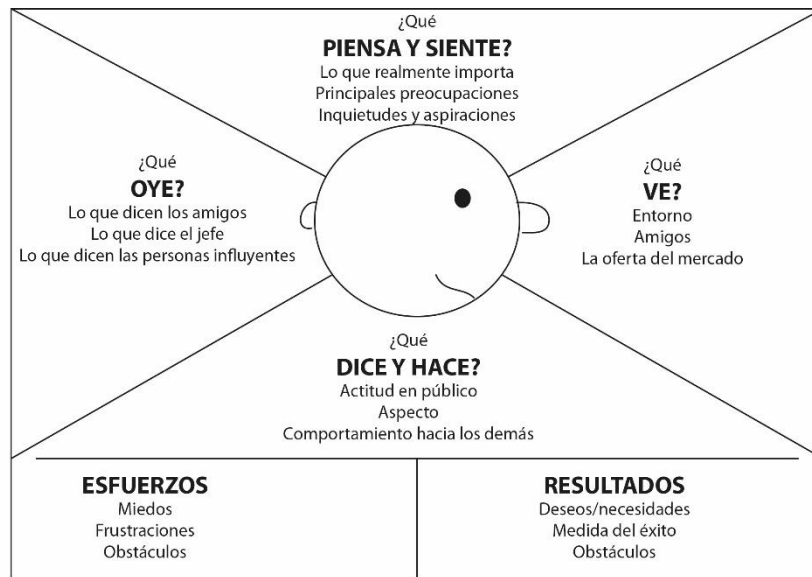 ¿Qué
PIENSA Y SIENTE?
Lo que realmente importa
Principales preocupaciones
Inquietudes y aspiraciones
¿Qué
OYE?
Lo que dicen los amigos
Lo que dice el jefe
Lo que dicen las personas influyentes
¿Qué
VE?
Entorno
Amigos
La oferta del mercado
¿Qué
DICE Y HACE?
Actitud en público
Aspecto
Comportamiento hacia los demás
ESFUERZOS
Miedos
Frustraciones
Obstáculos
RESULTADOS
Deseos/necesidades
Medida del éxito
Obstáculos